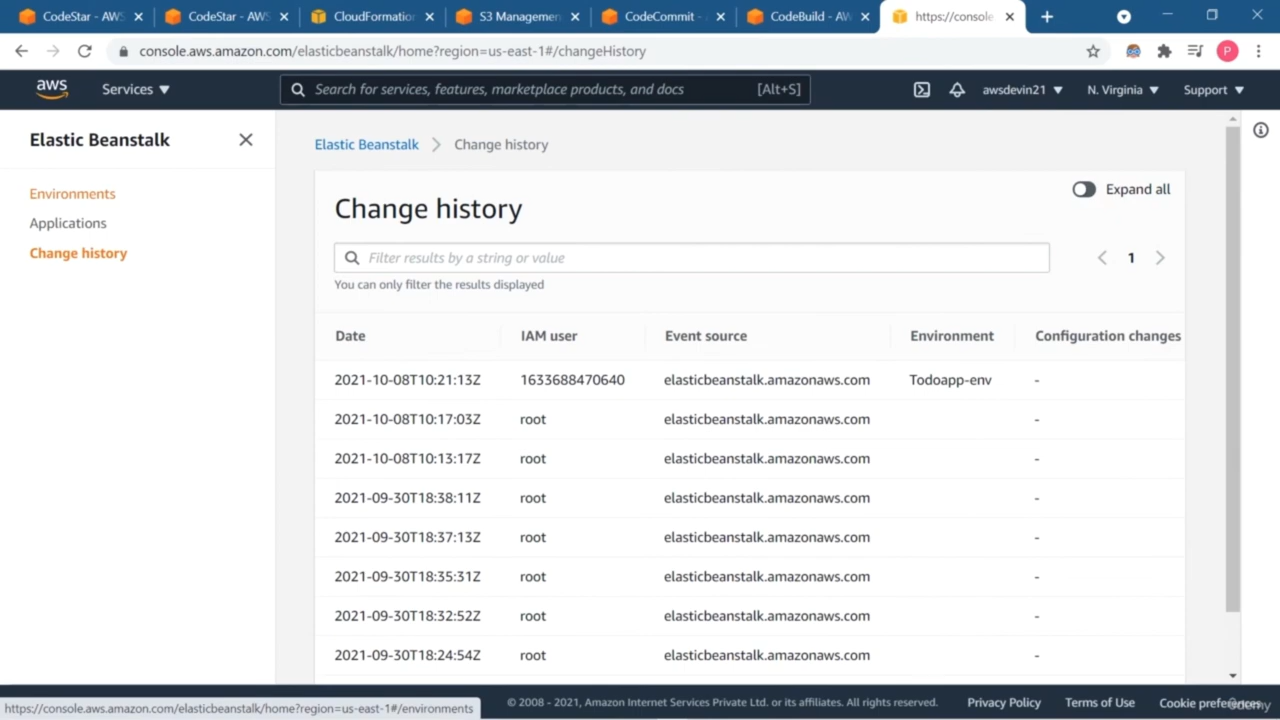 CodeStar - AWS
CodeStar - AWS
CloudFormation
S3 Managemen
CodeCommit -
CodeBuild - AW
https://console
console.aws.amazon.com/elasticbeanstalk/home?region=us-east-1#/changeHistory
P
aws
Services
Search for services, features, marketplace products, and docs
[Alt+S]
awsdevin21
N. Virginia
Support
Elastic Beanstalk
Environments
Applications
Change history
Elastic Beanstalk > Change history
Expand all
Change history
Filter results by a string or value
1
You can only filter the results displayed
Date IAM user Event source Environment Configuration changes
2021-10-08T10:21:13Z 1633688470640 elasticbeanstalk.amazonaws.com Todoapp-env -
2021-10-08T10:17:03Z root elasticbeanstalk.amazonaws.com -
2021-10-08T10:13:17Z root elasticbeanstalk.amazonaws.com -
2021-09-30T18:38:11Z root elasticbeanstalk.amazonaws.com -
2021-09-30T18:37:13Z root elasticbeanstalk.amazonaws.com -
2021-09-30T18:35:31Z root elasticbeanstalk.amazonaws.com -
2021-09-30T18:32:52Z root elasticbeanstalk.amazonaws.com -
2021-09-30T18:24:54Z root elasticbeanstalk.amazonaws.com -
https://console.aws.amazon.com/elasticbeanstalk/home?region=us-east-1#/environments
© 2008 - 2021, Amazon Internet Services Private Ltd. or its affiliates. All rights reserved.
Privacy Policy
Terms of Use
Cookie preferences
Udemy